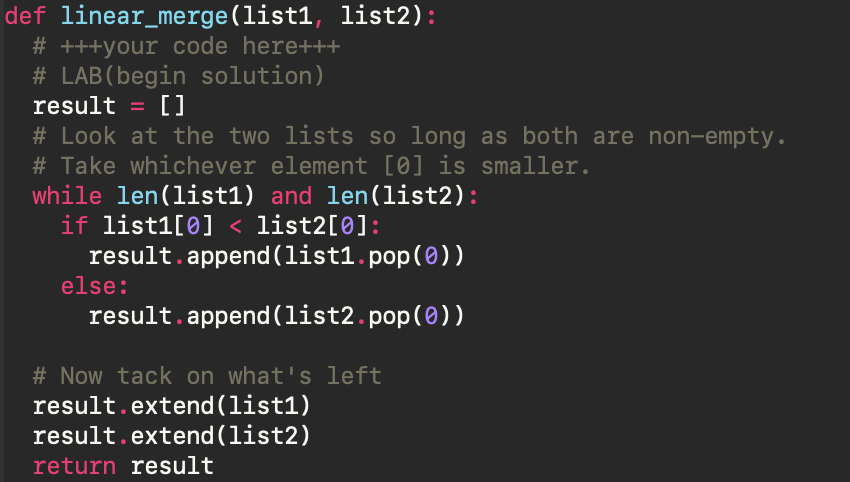 def linear_merge(list1, list2):
  # +++your code here+++
  # LAB(begin solution)
  result = []
  # Look at the two lists so long as both are non-empty.
  # Take whichever element [0] is smaller.
  while len(list1) and len(list2):
    if list1[0] < list2[0]:
      result.append(list1.pop(0))
    else:
      result.append(list2.pop(0))

  # Now tack on what's left
  result.extend(list1)
  result.extend(list2)
  return result